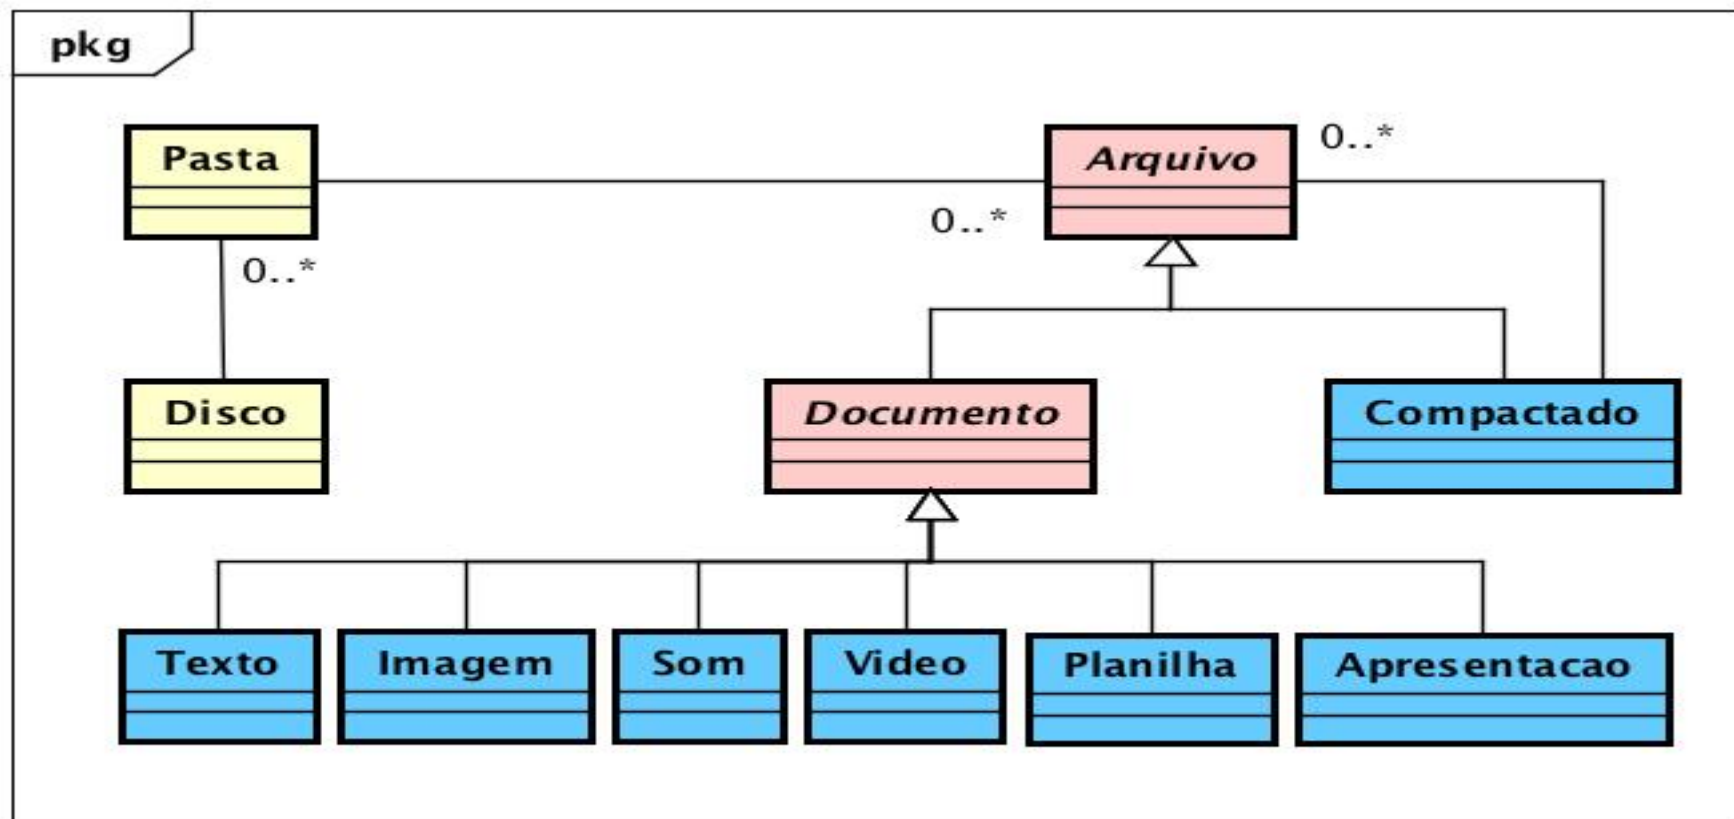 pkg
Pasta
Arquivo
0..*
0..*
0..*
Disco
Documento
Compactado
Texto
Imagem
Som
Video
Planilha
Apresentacao